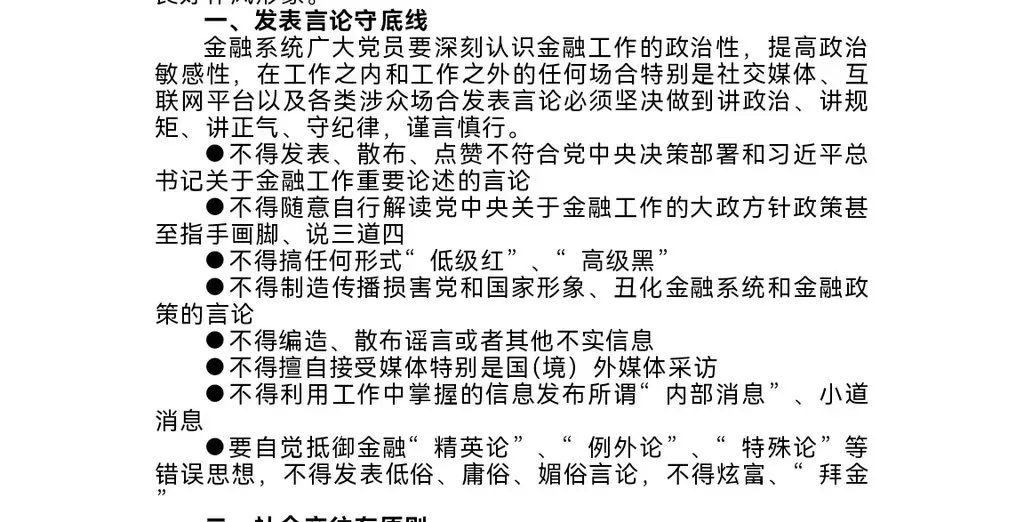 一、发表言论守底线
金融系统广大党员要深刻认识金融工作的政治性，提高政治
敏感性，在工作之内和工作之外的任何场合特别是社交媒体、互
联网平台以及各类涉众场合发表言论必须坚决做到讲政治、讲规
矩、讲正气、守纪律，谨言慎行。
●不得发表、散布、点赞不符合党中央决策部署和习近平总
书记关于金融工作重要论述的言论
●不得随意自行解读党中央关于金融工作的大政方针政策甚
至指手画脚、说三道四
●不得搞任何形式“ 低级红”、“ 高级黑”
●不得制造传播损害党和国家形象、丑化金融系统和金融政
策的言论
●不得编造、散布谣言或者其他不实信息
●不得擅自接受媒体特别是国(境) 外媒体采访
●不得利用工作中掌握的信息发布所谓“ 内部消息” 、小道
消息
●要自觉抵御金融“ 精英论” 、“ 例外论” 、“ 特殊论” 等
错误思想，不得发表低俗、庸俗、媚俗言论，不得炫富、“ 拜金
”